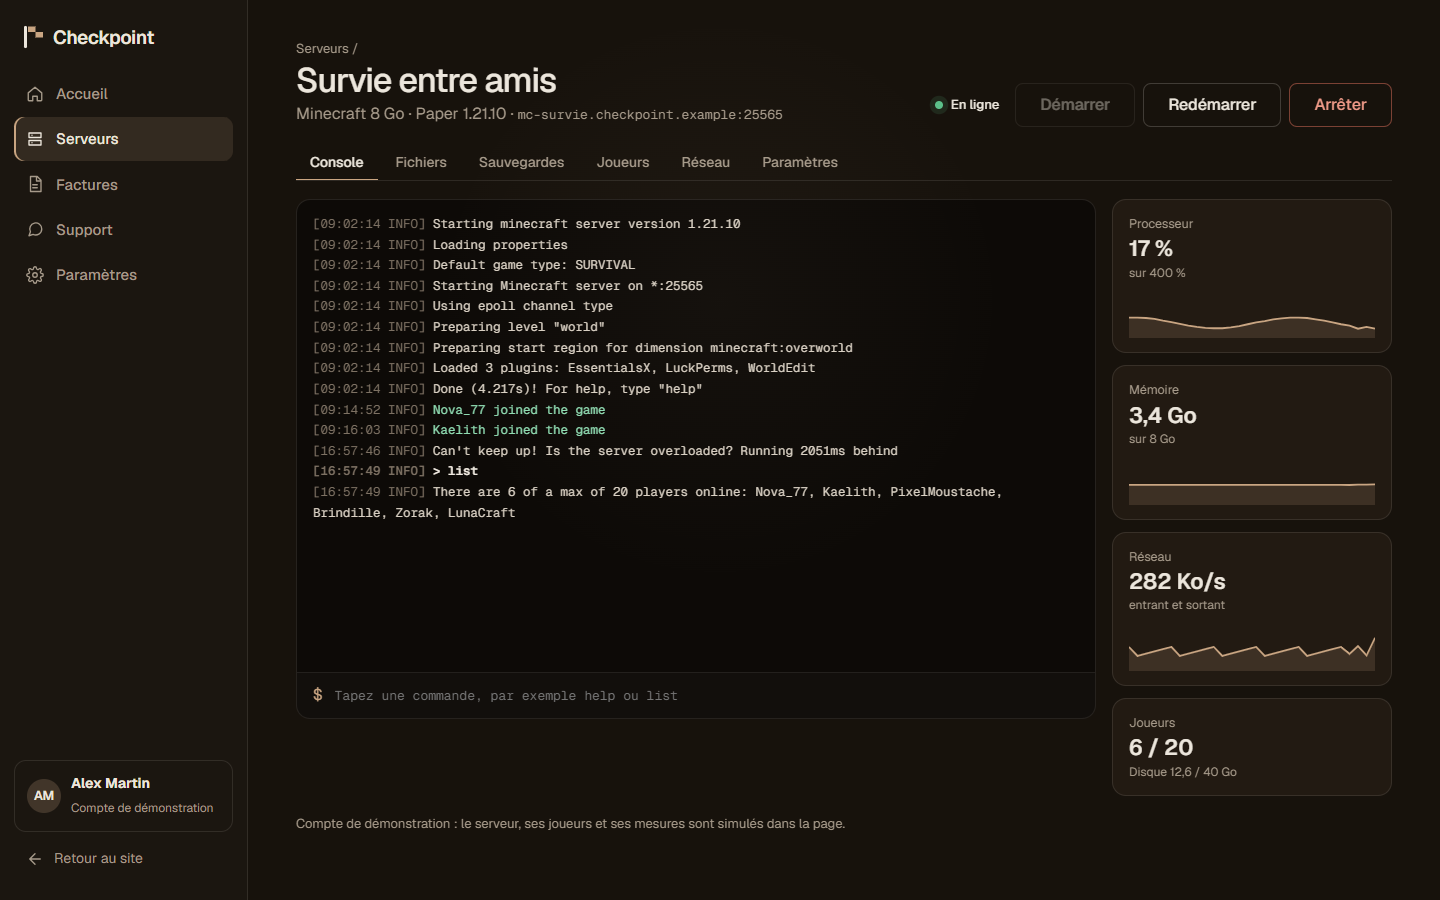 Checkpoint
Accueil
Serveurs
Factures
Support
Paramètres
AM
Alex Martin
Compte de démonstration
Retour au site
Serveurs /
Survie entre amis
Minecraft 8 Go · Paper 1.21.10 · mc-survie.checkpoint.example:25565
En ligne
Démarrer
Redémarrer
Arrêter
Console
Fichiers
Sauvegardes
Joueurs
Réseau
Paramètres
[09:02:14 INFO] Starting minecraft server version 1.21.10
[09:02:14 INFO] Loading properties
[09:02:14 INFO] Default game type: SURVIVAL
[09:02:14 INFO] Starting Minecraft server on *:25565
[09:02:14 INFO] Using epoll channel type
[09:02:14 INFO] Preparing level "world"
[09:02:14 INFO] Preparing start region for dimension minecraft:overworld
[09:02:14 INFO] Loaded 3 plugins: EssentialsX, LuckPerms, WorldEdit
[09:02:14 INFO] Done (4.217s)! For help, type "help"
[09:14:52 INFO] Nova_77 joined the game
[09:16:03 INFO] Kaelith joined the game
[16:57:46 INFO] Can't keep up! Is the server overloaded? Running 2051ms behind
[16:57:49 INFO] > list
[16:57:49 INFO] There are 6 of a max of 20 players online: Nova_77, Kaelith, PixelMoustache,
Brindille, Zorak, LunaCraft
$ Tapez une commande, par exemple help ou list
Processeur
17 %
sur 400 %
Mémoire
3,4 Go
sur 8 Go
Réseau
282 Ko/s
entrant et sortant
Joueurs
6 / 20
Disque 12,6 / 40 Go
Compte de démonstration : le serveur, ses joueurs et ses mesures sont simulés dans la page.